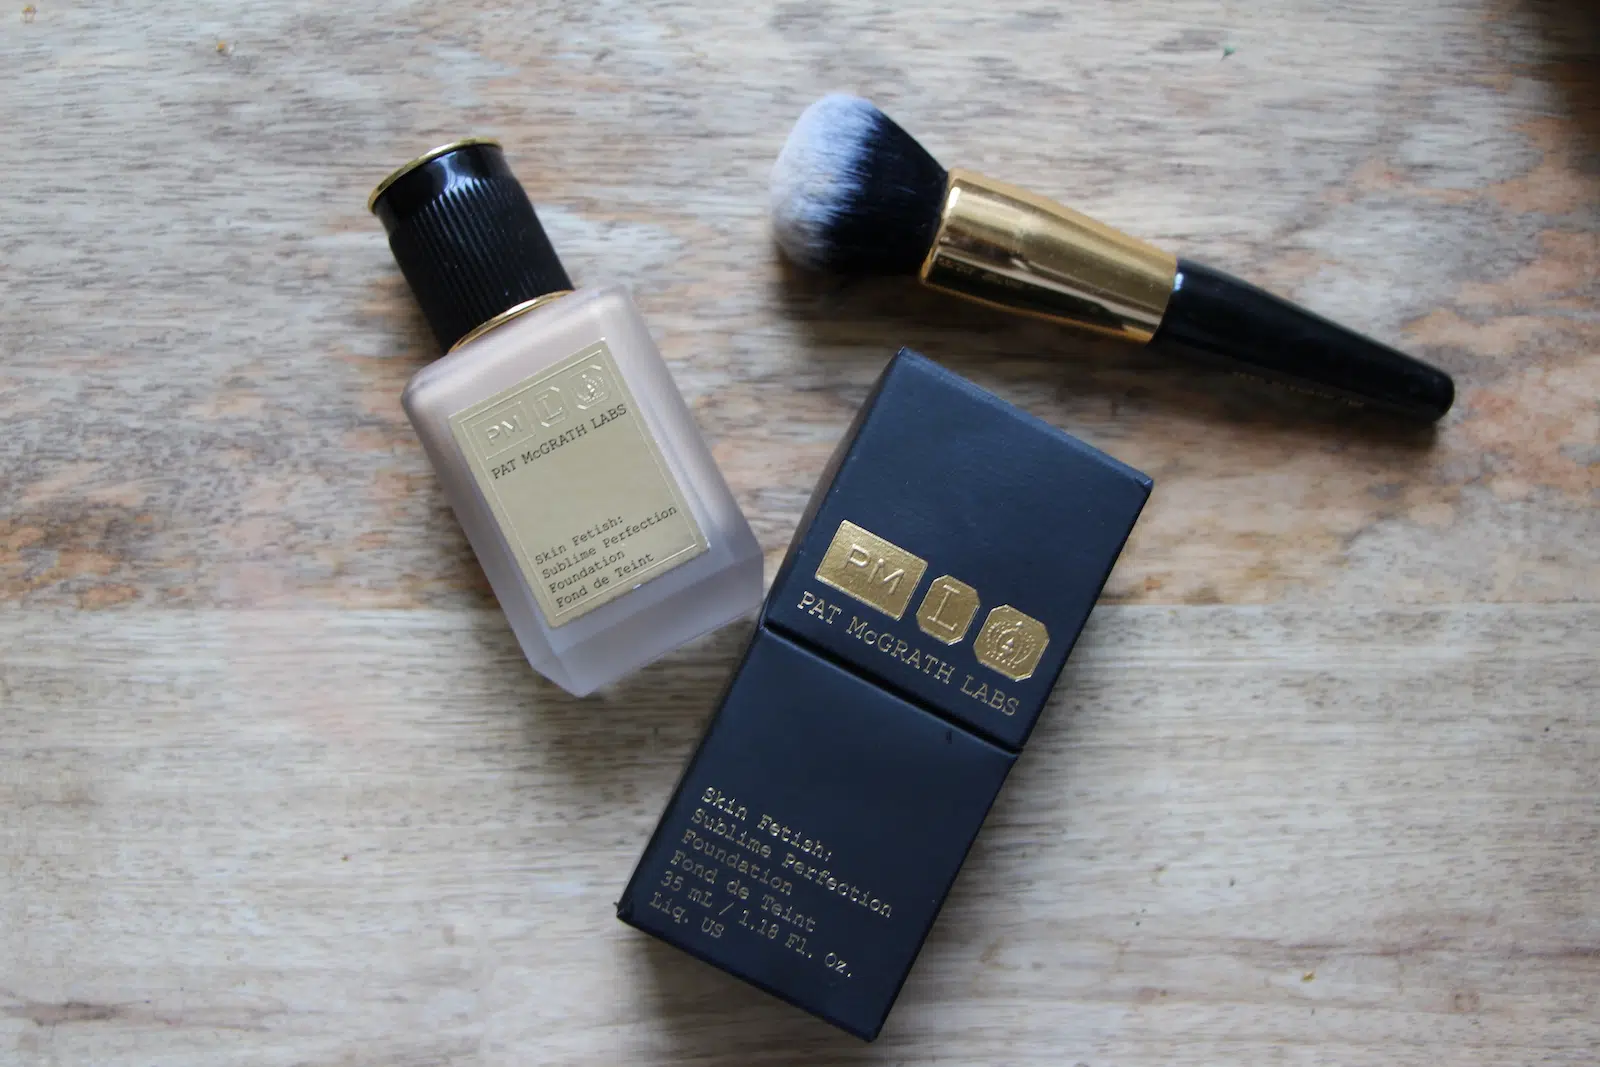 PM L
PAT McGRATH LABS
Skin Fetish:
Sublime Perfection
Foundation
Fond de Teint
PM L
PAT McGRATH LABS
Skin Fetish:
Sublime Perfection
Foundation
Fond de Teint
35 mL / 1.18 Fl. Oz.
Liq. US